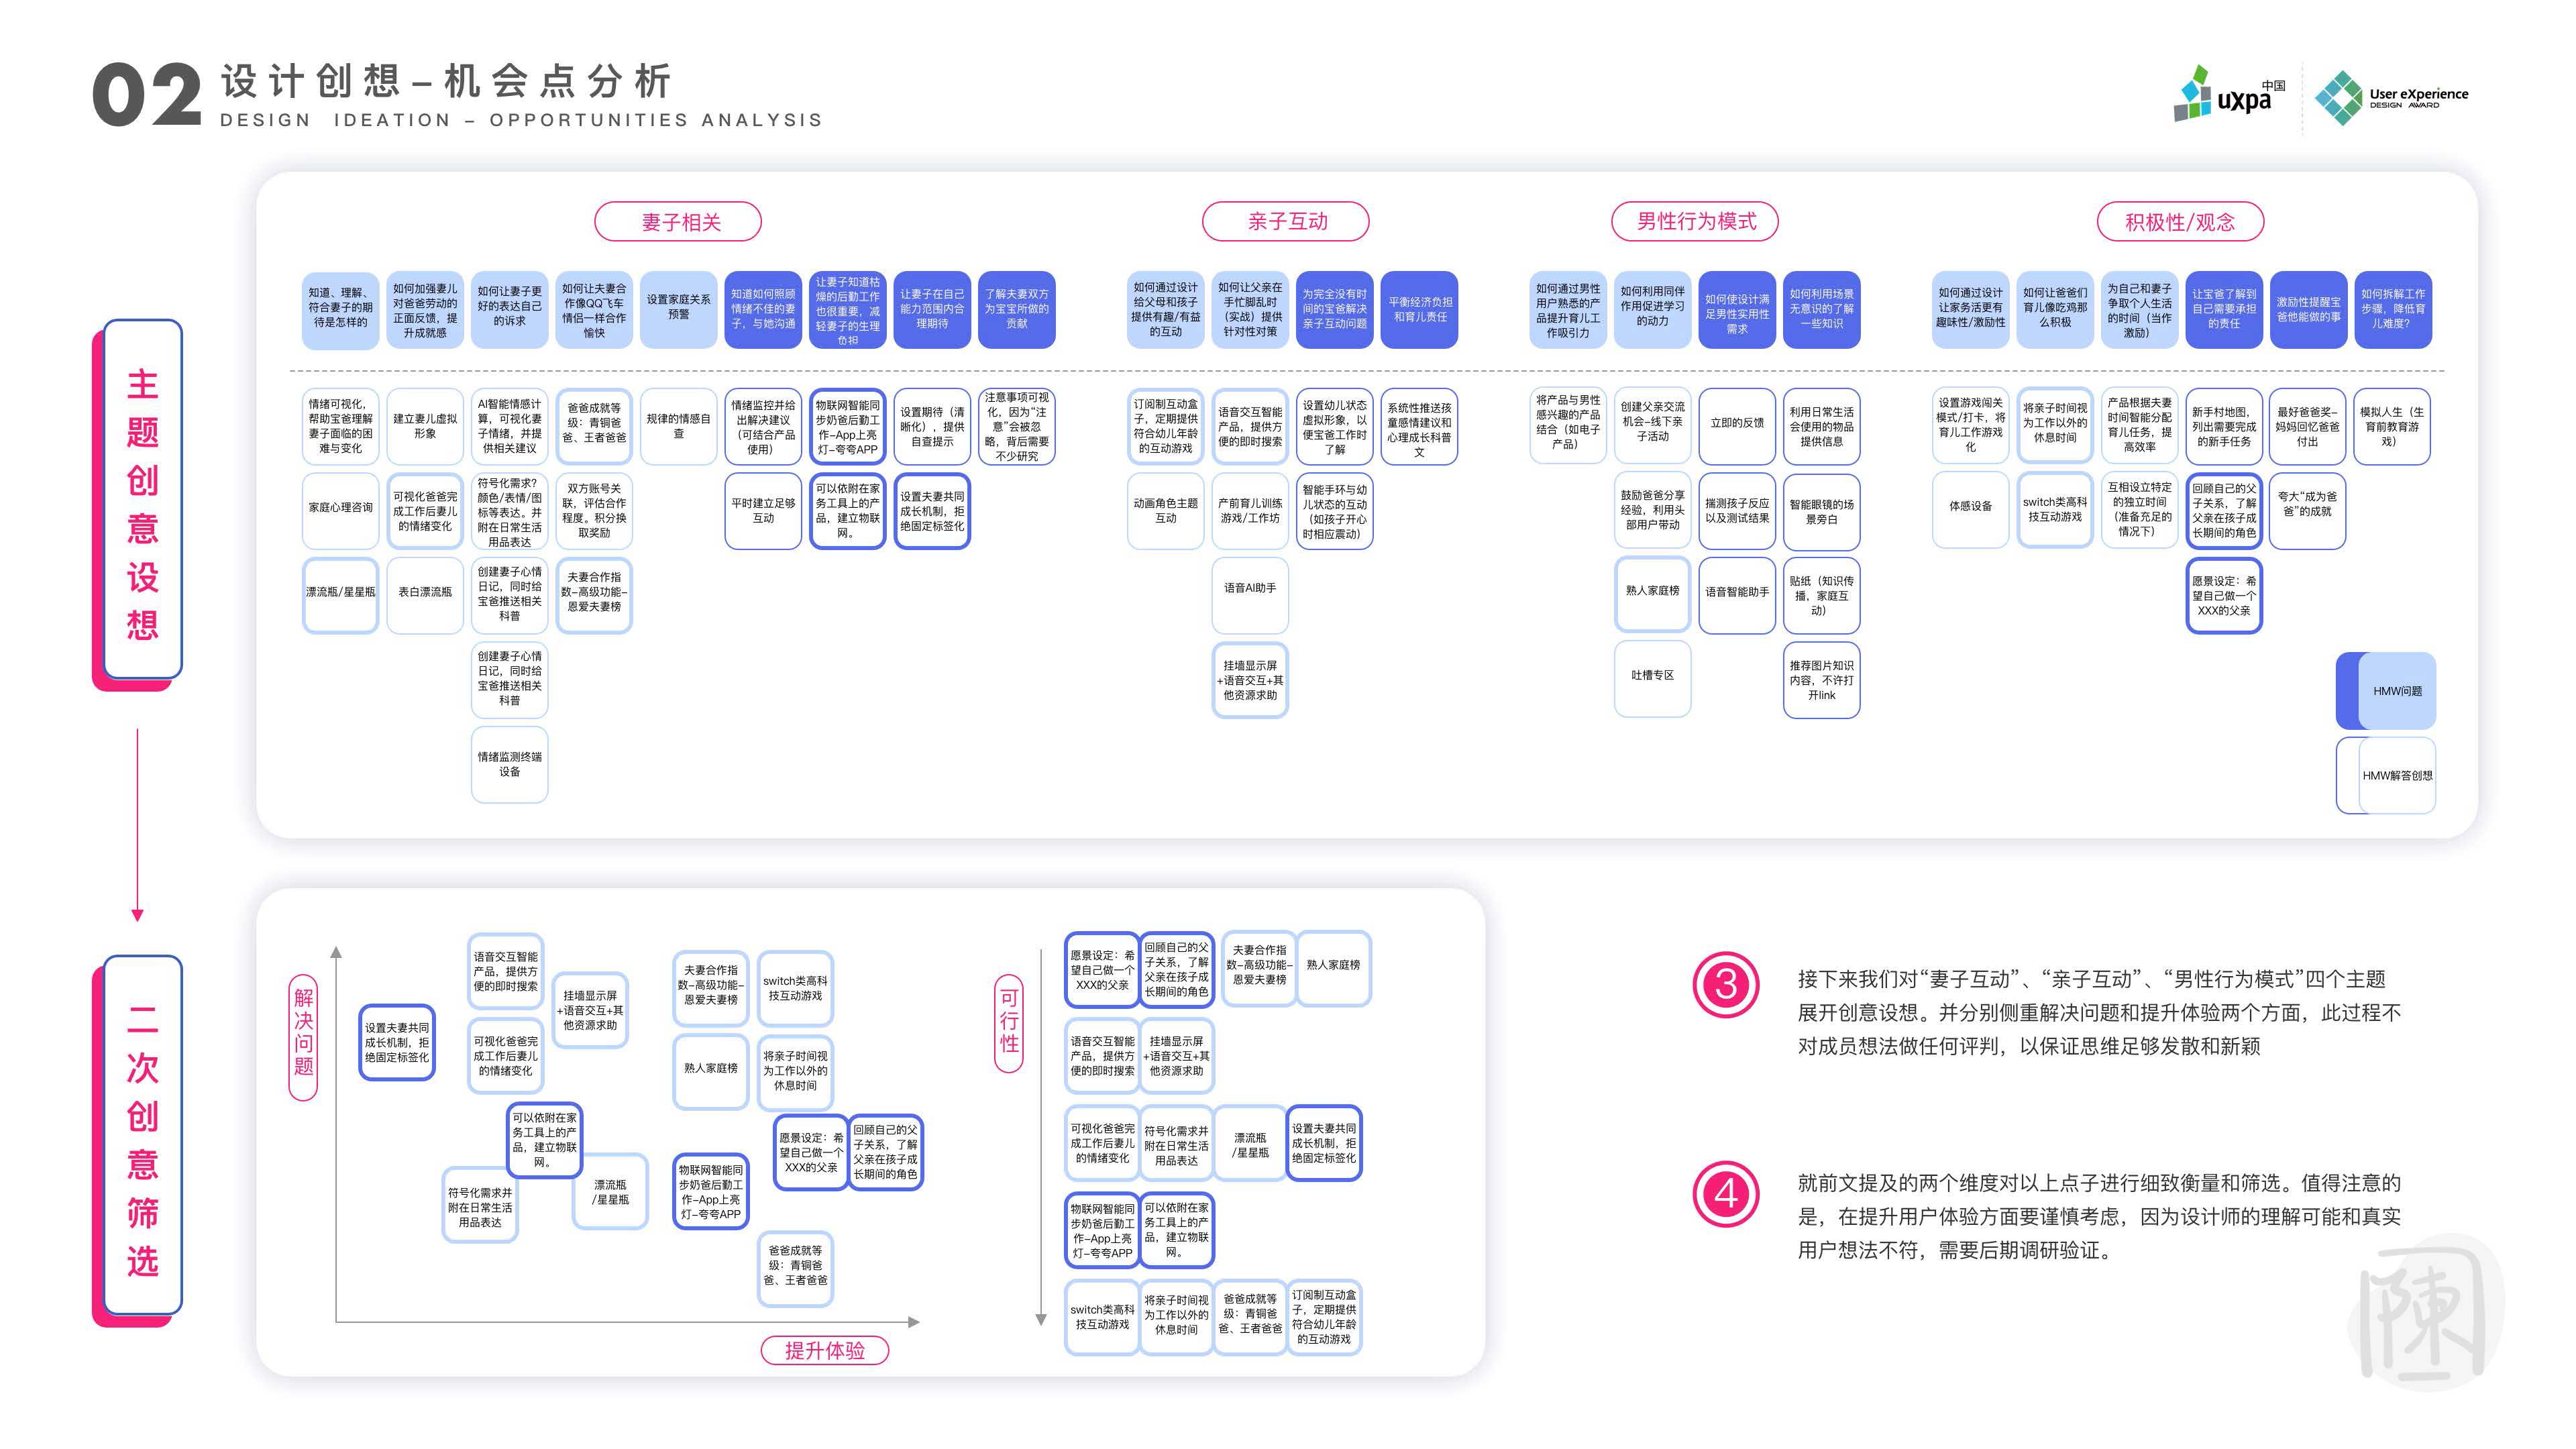 02
设计创想–机会点分析
DESIGN IDEATION – OPPORTUNITIES ANALYSIS
uxpa
中国
User eXperience
DESIGN AWARD
主题创意设想
妻子相关
亲子互动
男性行为模式
积极性/观念
知道、理解、
符合妻子的期
待是怎样的
如何加强妻儿
对爸爸劳动的
正面反馈，提
升成就感
如何让妻子更
好的表达自己
的诉求
如何让夫妻合
作像QQ飞车
情侣一样合作
愉快
设置家庭关系
预警
知道如何照顾
情绪不佳的妻
子，与她沟通
让妻子知道枯
燥的后勤工作
也很重要，减
轻妻子的生理
负担
让妻子在自己
能力范围内合
理期待
了解夫妻双方
为宝宝所做的
贡献
如何通过设计
给父母和孩子
提供有趣/有益
的互动
如何让父亲在
手忙脚乱时
（实战）提供
针对性对策
为完全没有时
间的宝爸解决
亲子互动问题
平衡经济负担
和育儿责任
如何通过男性
用户熟悉的产
品提升育儿工
作吸引力
如何利用同伴
作用促进学习
的动力
如何使设计满
足男性实用性
需求
如何利用场景
无意识的了解
一些知识
如何通过设计
让家务活更有
趣味性/激励性
如何让爸爸们
育儿像吃鸡那
么积极
为自己和妻子
争取个人生活
的时间（当作
激励）
让宝爸了解到
自己需要承担
的责任
激励性提醒宝
爸他能做的事
如何拆解工作
步骤，降低育
儿难度？
情绪可视化，
帮助宝爸理解
妻子面临的困
难与变化
建立妻儿虚拟
形象
AI智能情感计
算，可视化妻
子情绪，并提
供相关建议
爸爸成就等
级：青铜爸
爸、王者爸爸
规律的情感自
查
情绪监控并给
出解决建议
（可结合产品
使用）
物联网智能同
步奶爸后勤工
作–App上亮
灯–夸夸APP
设置期待（清
晰化），提供
自查提示
注意事项可视
化，因为“注
意”会被忽
略，背后需要
不少研究
订阅制互动盒
子，定期提供
符合幼儿年龄
的互动游戏
语音交互智能
产品，提供方
便的即时搜索
设置幼儿状态
虚拟形象，以
便宝爸工作时
了解
系统性推送孩
童感情建议和
心理成长科普
文
将产品与男性
感兴趣的产品
结合（如电子
产品）
创建父亲交流
机会–线下亲
子活动
立即的反馈
利用日常生活
会使用的物品
提供信息
设置游戏闯关
模式/打卡，将
育儿工作游戏
化
将亲子时间视
为工作以外的
休息时间
产品根据夫妻
时间智能分配
育儿任务，提
高效率
新手村地图，
列出需要完成
的新手任务
最好爸爸奖–
妈妈回忆爸爸
付出
模拟人生（生
育前教育游
戏）
家庭心理咨询
可视化爸爸完
成工作后妻儿
的情绪变化
符号化需求？
颜色/表情/图
标等表达。并
附在日常生活
用品表达
双方账号关
联，评估合作
程度。积分换
取奖励
平时建立足够
互动
可以依附在家
务工具上的产
品，建立物联
网。
设置夫妻共同
成长机制，拒
绝固定标签化
动画角色主题
互动
产前育儿训练
游戏/工作坊
智能手环与幼
儿状态的互动
（如孩子开心
时相应震动）
鼓励爸爸分享
经验，利用头
部用户带动
揣测孩子反应
以及测试结果
智能眼镜的场
景旁白
体感设备
switch类高科
技互动游戏
互相设立特定
的独立时间
（准备充足的
情况下）
回顾自己的父
子关系，了解
父亲在孩子成
长期间的角色
夸大“成为爸
爸”的成就
漂流瓶/星星瓶
表白漂流瓶
创建妻子心情
日记，同时给
宝爸推送相关
科普
夫妻合作指
数–高级功能–
恩爱夫妻榜
语音AI助手
熟人家庭榜
语音智能助手
贴纸（知识传
播，家庭互
动）
愿景设定：希
望自己做一个
XXX的父亲
创建妻子心情
日记，同时给
宝爸推送相关
科普
挂墙显示屏
+语音交互+其
他资源求助
吐槽专区
推荐图片知识
内容，不许打
开link
情绪监测终端
设备
HMW问题
HMW解答创想
二次创意筛选
解决问题
提升体验
语音交互智能
产品，提供方
便的即时搜索
挂墙显示屏
+语音交互+其
他资源求助
设置夫妻共同
成长机制，拒
绝固定标签化
可视化爸爸完
成工作后妻儿
的情绪变化
夫妻合作指
数–高级功能–
恩爱夫妻榜
switch类高科
技互动游戏
熟人家庭榜
将亲子时间视
为工作以外的
休息时间
可以依附在家
务工具上的产
品，建立物联
网。
愿景设定：希
望自己做一个
XXX的父亲
回顾自己的父
子关系，了解
父亲在孩子成
长期间的角色
符号化需求并
附在日常生活
用品表达
漂流瓶
/星星瓶
物联网智能同
步奶爸后勤工
作–App上亮
灯–夸夸APP
爸爸成就等
级：青铜爸
爸、王者爸爸
可行性
愿景设定：希
望自己做一个
XXX的父亲
回顾自己的父
子关系，了解
父亲在孩子成
长期间的角色
夫妻合作指
数–高级功能–
恩爱夫妻榜
熟人家庭榜
语音交互智能
产品，提供方
便的即时搜索
挂墙显示屏
+语音交互+其
他资源求助
可视化爸爸完
成工作后妻儿
的情绪变化
符号化需求并
附在日常生活
用品表达
漂流瓶
/星星瓶
设置夫妻共同
成长机制，拒
绝固定标签化
物联网智能同
步奶爸后勤工
作–App上亮
灯–夸夸APP
可以依附在家
务工具上的产
品，建立物联
网。
switch类高科
技互动游戏
将亲子时间视
为工作以外的
休息时间
爸爸成就等
级：青铜爸
爸、王者爸爸
订阅制互动盒
子，定期提供
符合幼儿年龄
的互动游戏
3
接下来我们对“妻子互动”、“亲子互动”、“男性行为模式”四个主题
展开创意设想。并分别侧重解决问题和提升体验两个方面，此过程不
对成员想法做任何评判，以保证思维足够发散和新颖
4
就前文提及的两个维度对以上点子进行细致衡量和筛选。值得注意的
是，在提升用户体验方面要谨慎考虑，因为设计师的理解可能和真实
用户想法不符，需要后期调研验证。